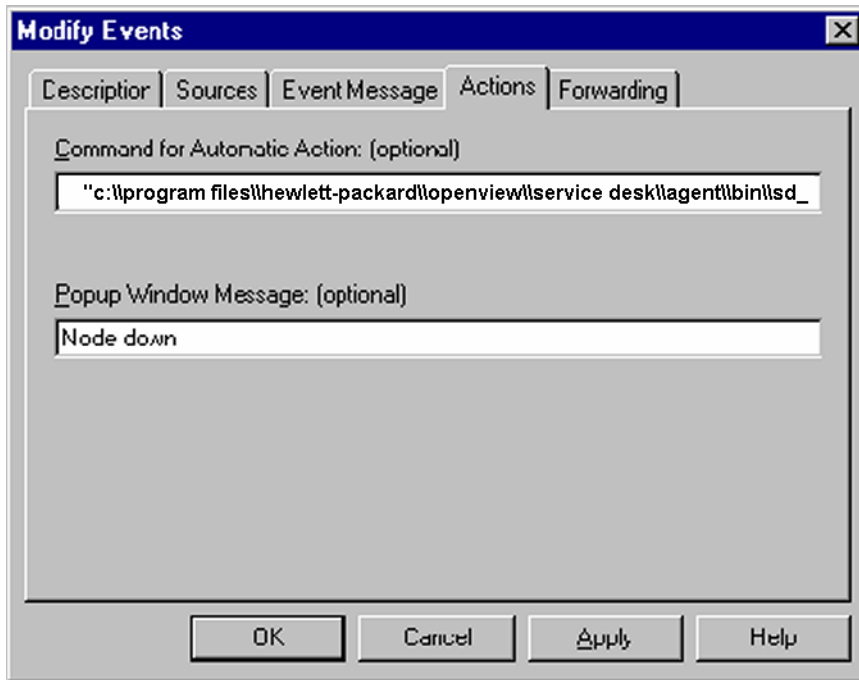 Modify Events
Description Sources Event Message Actions Forwarding
Command for Automatic Action: (optional)
"c:\\program files\\hewlett-packard\\openview\\service desk\\agent\\bin\\sd_
Popup Window Message: (optional)
Node down
OK Cancel Apply Help